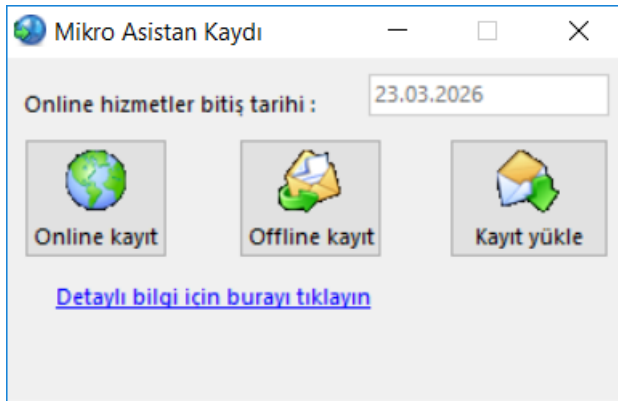 Mikro Asistan Kaydı
Online hizmetler bitiş tarihi : 23.03.2026
Online kayıt Offline kayıt Kayıt yükle
Detaylı bilgi için burayı tıklayın